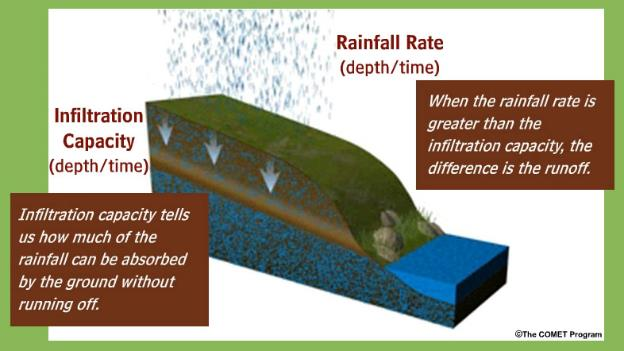 Rainfall Rate
(depth/time)
When the rainfall rate is
greater than the
infiltration capacity, the
difference is the runoff.
Infiltration
Capacity
(depth/time)
Infiltration capacity tells
us how much of the
rainfall can be absorbed
by the ground without
running off.
©The COMET Program